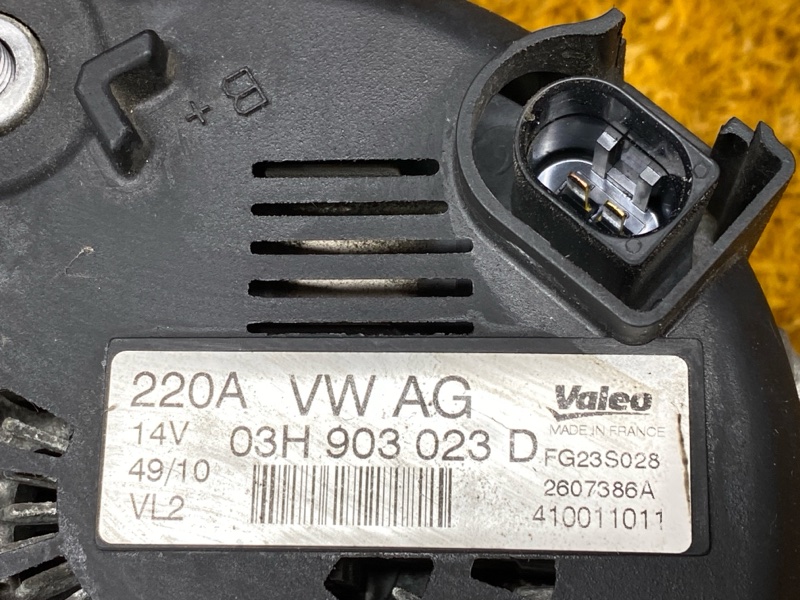 B+
220A VW AG
14V
03H 903 023 D
49/10
VL2
Valeo
MADE IN FRANCE
FG23S028
2607386A
410011011